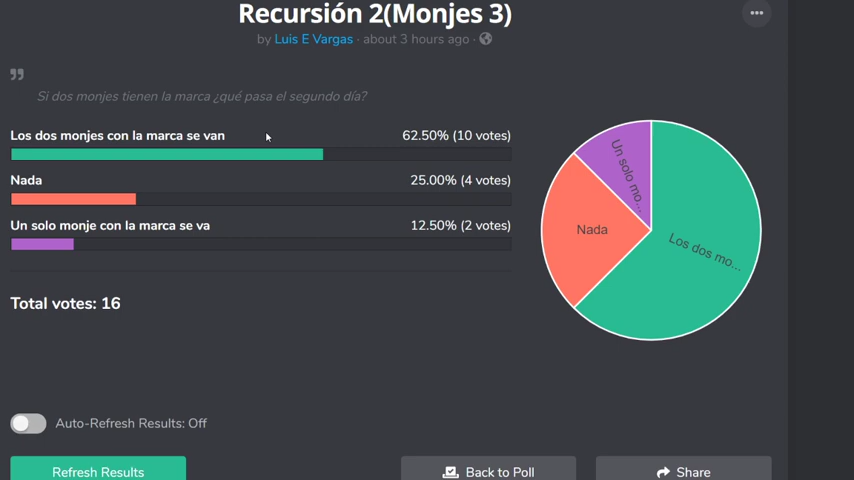 Recursión 2(Monjes 3)
by Luis E Vargas · about 3 hours ago ·
Si dos monjes tienen la marca ¿qué pasa el segundo día?
Los dos monjes con la marca se van 62.50% (10 votes)
Nada 25.00% (4 votes)
Un solo monje con la marca se va 12.50% (2 votes)
Un solo mo...
Nada
Los dos mo...
Total votes: 16
Auto-Refresh Results: Off
Refresh Results
Back to Poll
Share